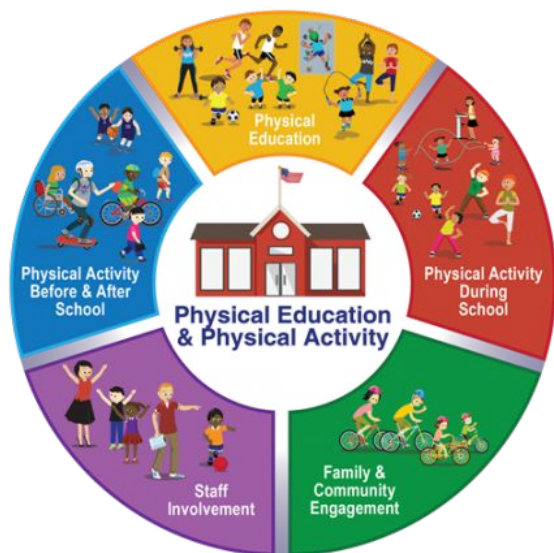 Physical
Education
Physical Activity
Before & After
School
Physical Activity
During
School
Physical Education
& Physical Activity
Staff
Involvement
Family &
Community
Engagement